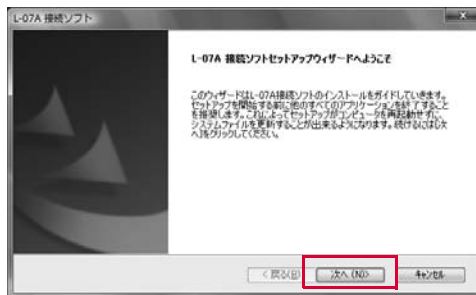 L-07A 接続ソフト
L-07A 接続ソフトセットアップウィザードへようこそ
このウィザードはL-07A接続ソフトのインストールをガイドしていきます。
セットアップを開始する前に他のすべてのアプリケーションを終了すること
を推奨します。これによってセットアップがコンピュータを再起動せずに、
システムファイルを更新することが出来るようになります。続けるには[次
へ]をクリックしてください。
< 戻る(B)
次へ (N)>
キャンセル